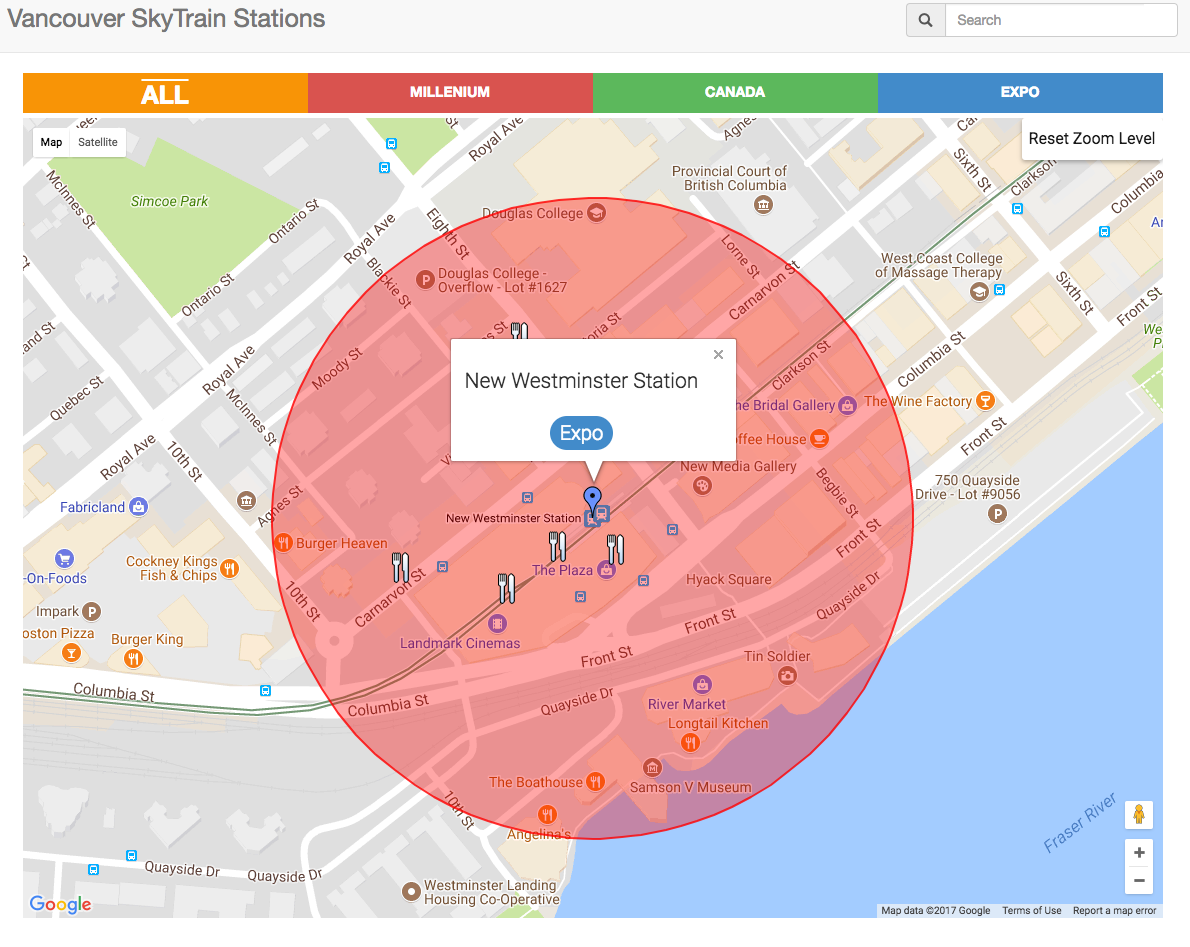 Vancouver SkyTrain Stations
Search
ALL
MILLENIUM
CANADA
EXPO
Map
Satellite
Reset Zoom Level
Royal Ave
Agnes
Sixth St
Clarkson
Columbia
McInnes St
Simcoe Park
Ontario St
Provincial Court of
British Columbia
Douglas College
Eighth St
Royal Ave
Lorne St
Blackie St
Carnarvon St
West Coast College
of Massage Therapy
Sixth St
Front St
Douglas College -
Overflow - Lot #1627
Ontario St
Moody St
Clarkson St
Columbia St
Royal Ave
Quebec St
McInnes St
New Westminster Station
Expo
he Bridal Gallery
The Wine Factory
offee House
Front St
New Media Gallery
Begbie St
750 Quayside
Drive - Lot #9056
Royal Ave
10th St
Agnes St
Fabricland
New Westminster Station
Front St
Burger Heaven
Cockney Kings
Fish & Chips
-On-Foods
The Plaza
Hyack Square
Carnarvon St
10th St
Quayside Dr
Impark
oston Pizza
Burger King
Landmark Cinemas
Front St
Front St
Tin Soldier
Columbia St
Columbia St
Quayside Dr
River Market
Longtail Kitchen
The Boathouse
Samson V Museum
10th St
Angelina's
Fraser River
Quayside Dr
Quayside Dr
Westminster Landing
Housing Co-Operative
Google
Map data ©2017 Google
Terms of Use
Report a map error